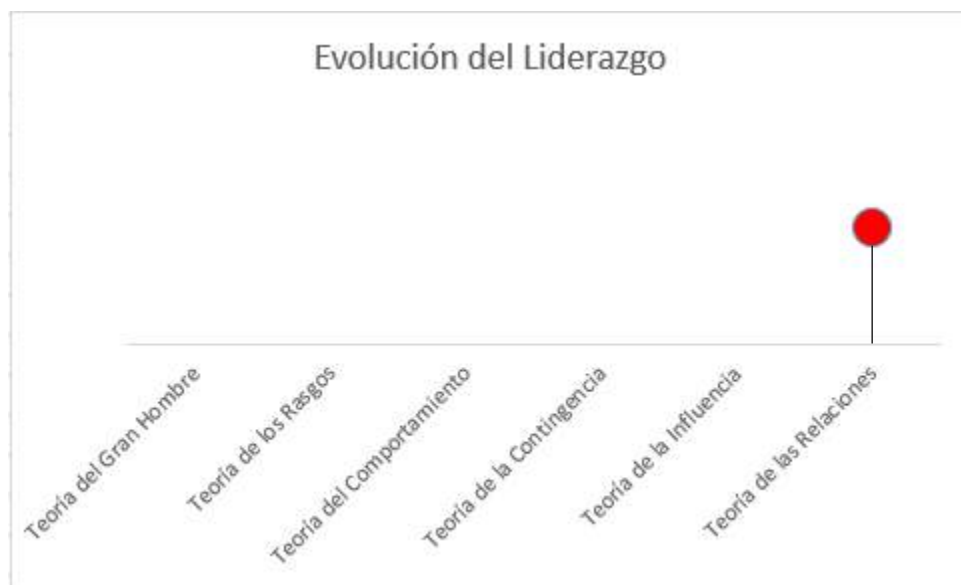 Evolución del Liderazgo
Teoría del Gran Hombre
Teoría de los Rasgos
Teoría del Comportamiento
Teoría de la Contingencia
Teoría de la Influencia
Teoría de las Relaciones